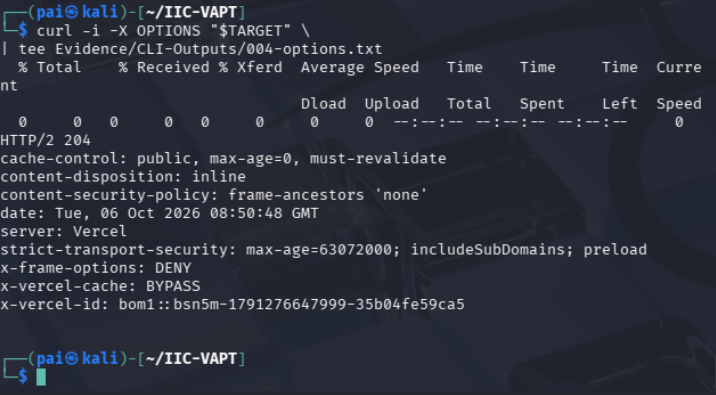 ┌──(pai㉿kali)-[~/IIC-VAPT]
└─$ curl -i -X OPTIONS "$TARGET" \
| tee Evidence/CLI-Outputs/004-options.txt
  % Total    % Received % Xferd  Average Speed   Time    Time     Time  Curre
nt
                                 Dload  Upload   Total   Spent    Left  Speed
  0     0   0     0   0     0      0      0 --:--:-- --:--:-- --:--:--     0
HTTP/2 204
cache-control: public, max-age=0, must-revalidate
content-disposition: inline
content-security-policy: frame-ancestors 'none'
date: Tue, 06 Oct 2026 08:50:48 GMT
server: Vercel
strict-transport-security: max-age=63072000; includeSubDomains; preload
x-frame-options: DENY
x-vercel-cache: BYPASS
x-vercel-id: bom1::bsn5m-1791276647999-35b04fe59ca5
┌──(pai㉿kali)-[~/IIC-VAPT]
└─$